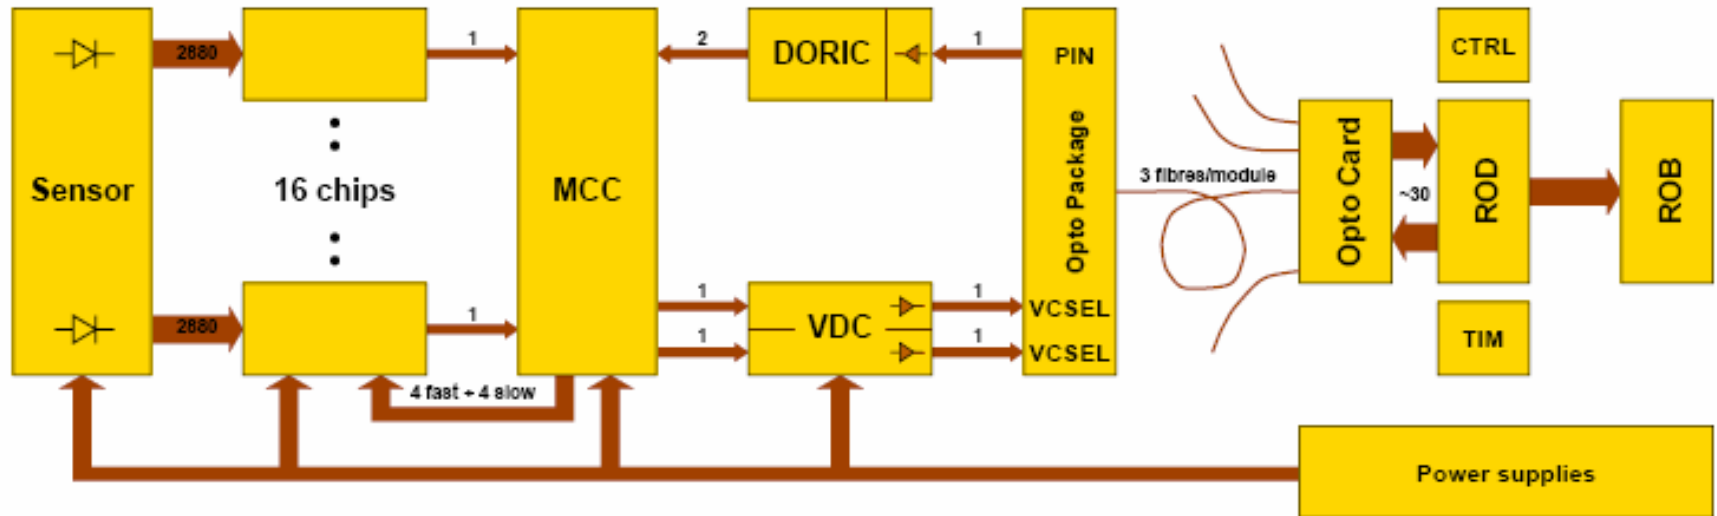 Sensor
2880
2880
16 chips
1
1
4 fast + 4 slow
MCC
2
1
1
DORIC
VDC
1
1
1
PIN
Opto Package
VCSEL
VCSEL
3 fibres/module
Opto Card
~30
CTRL
ROD
TIM
ROB
Power supplies